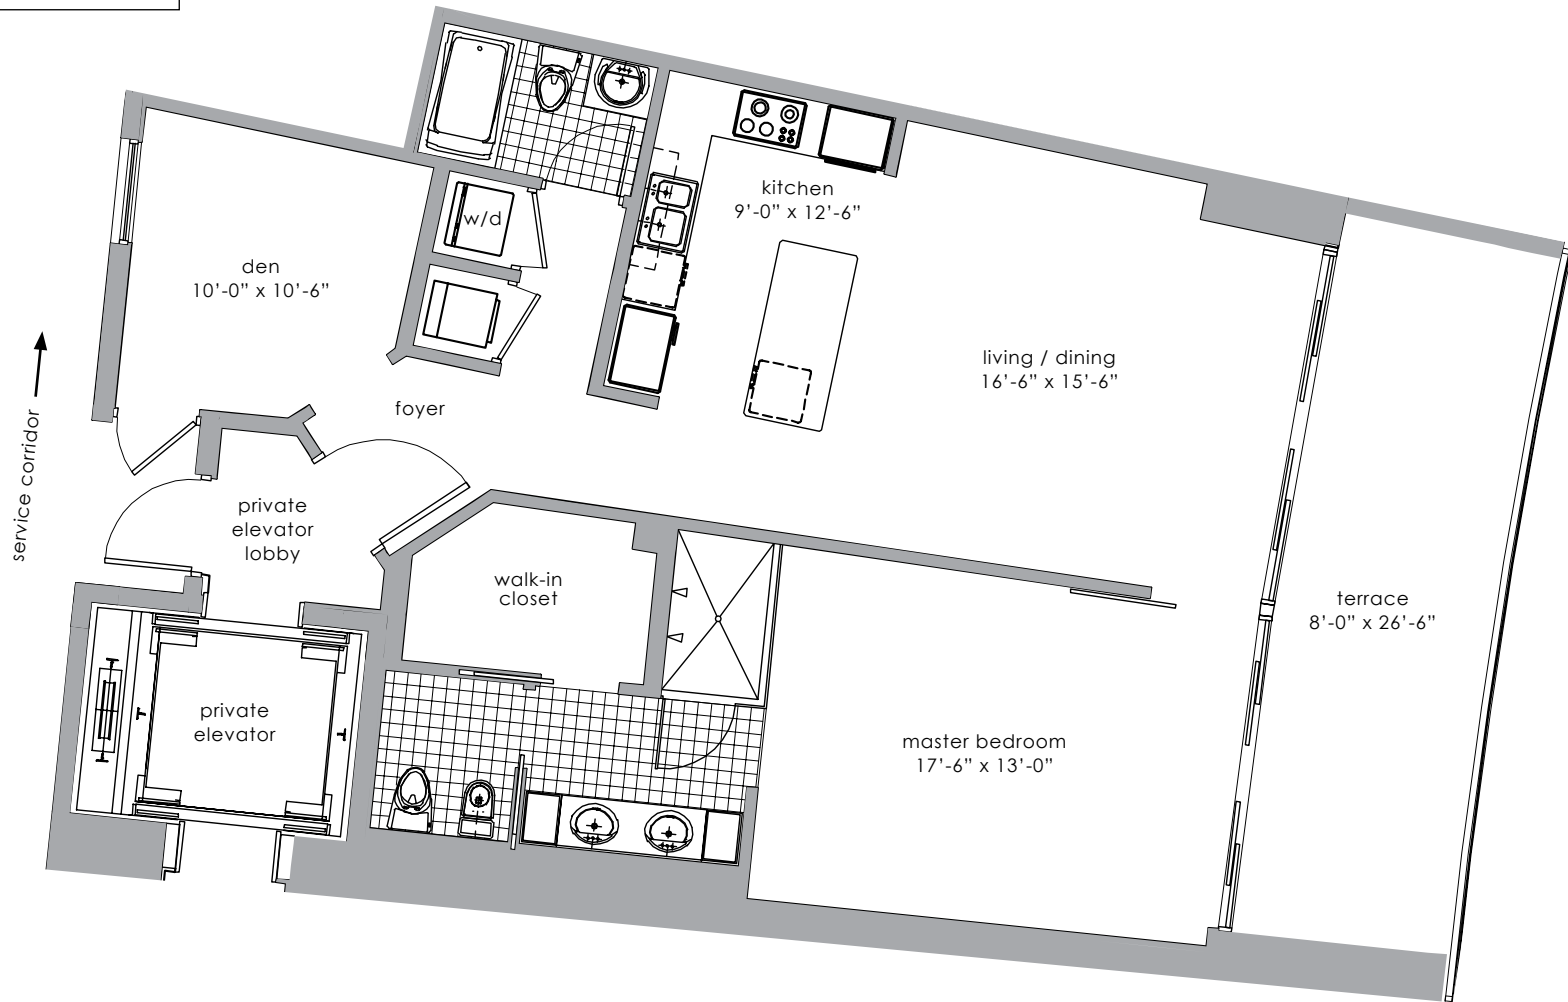 kitchen
9’-0” x 12’-6”
w/d
den
10’-0” x 10’-6”
living / dining
16’-6” x 15’-6”
foyer
service corridor
private
elevator
lobby
walk-in
closet
terrace
8’-0” x 26’-6”
private
elevator
master bedroom
17’-6” x 13’-0”